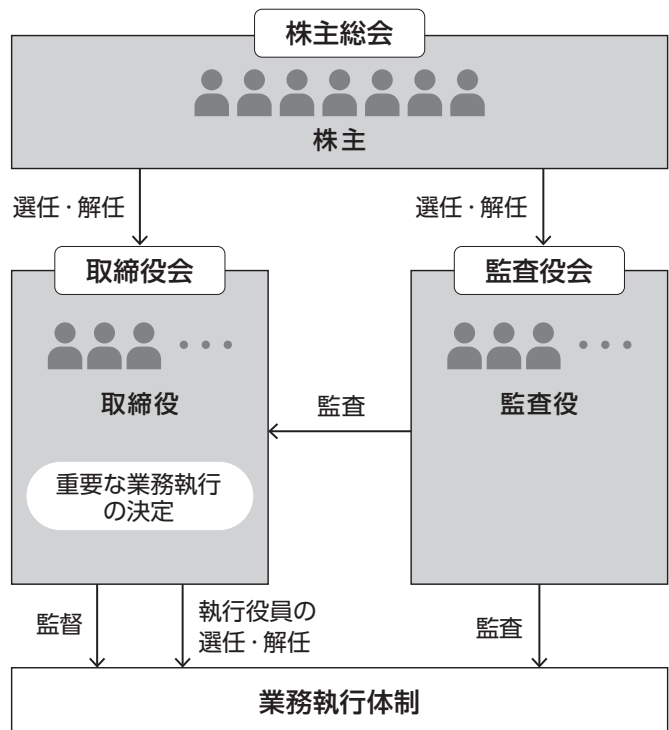 株主総会
株主
選任・解任
選任・解任
取締役会
監査役会
取締役
監査役
監査
重要な業務執行
の決定
監督
執行役員の
選任・解任
監査
業務執行体制